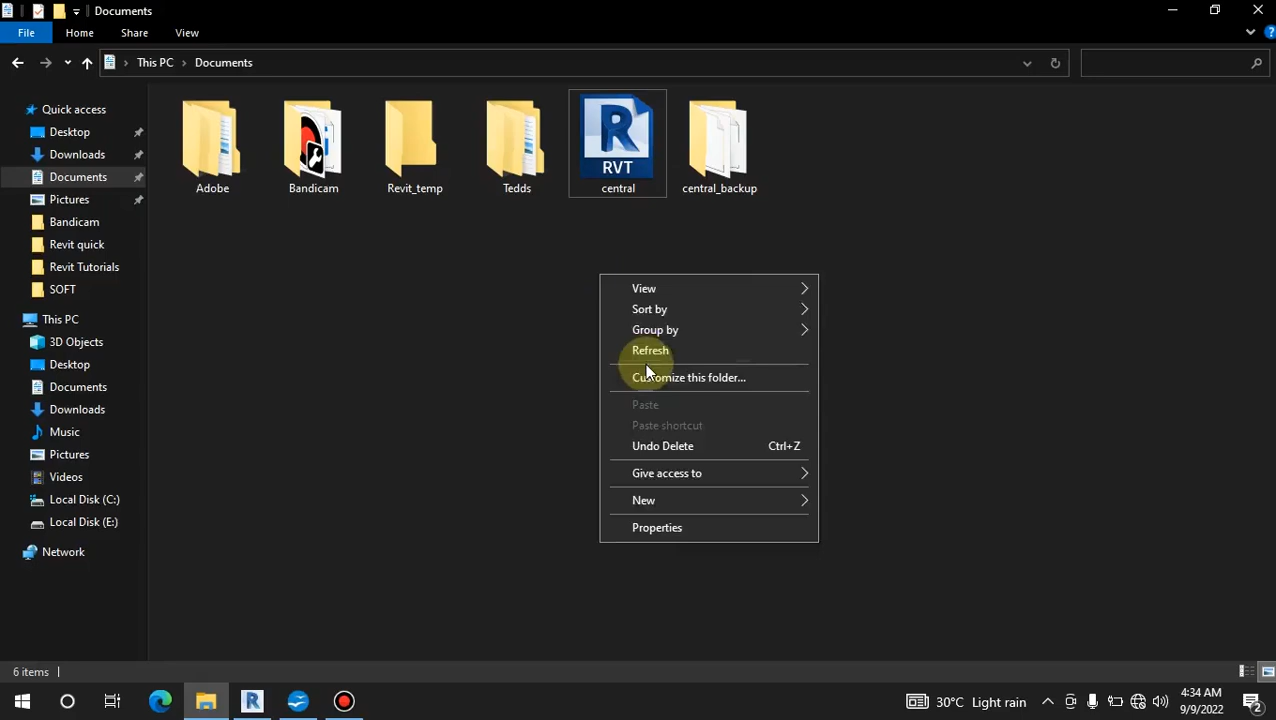 Documents
File Home Share View
This PC Documents
Quick access
Desktop
Downloads
Documents
Pictures
Bandicam
Revit quick
Revit Tutorials
SOFT
This PC
3D Objects
Desktop
Documents
Downloads
Music
Pictures
Videos
Local Disk (C:)
Local Disk (E:)
Network
RVT
Adobe Bandicam Revit_temp Tedds central central_backup
View
Sort by
Group by
Refresh
Customize this folder...
Paste
Paste shortcut
Undo Delete Ctrl+Z
Give access to
New
Properties
6 items
30°C Light rain
4:34 AM
9/9/2022
2